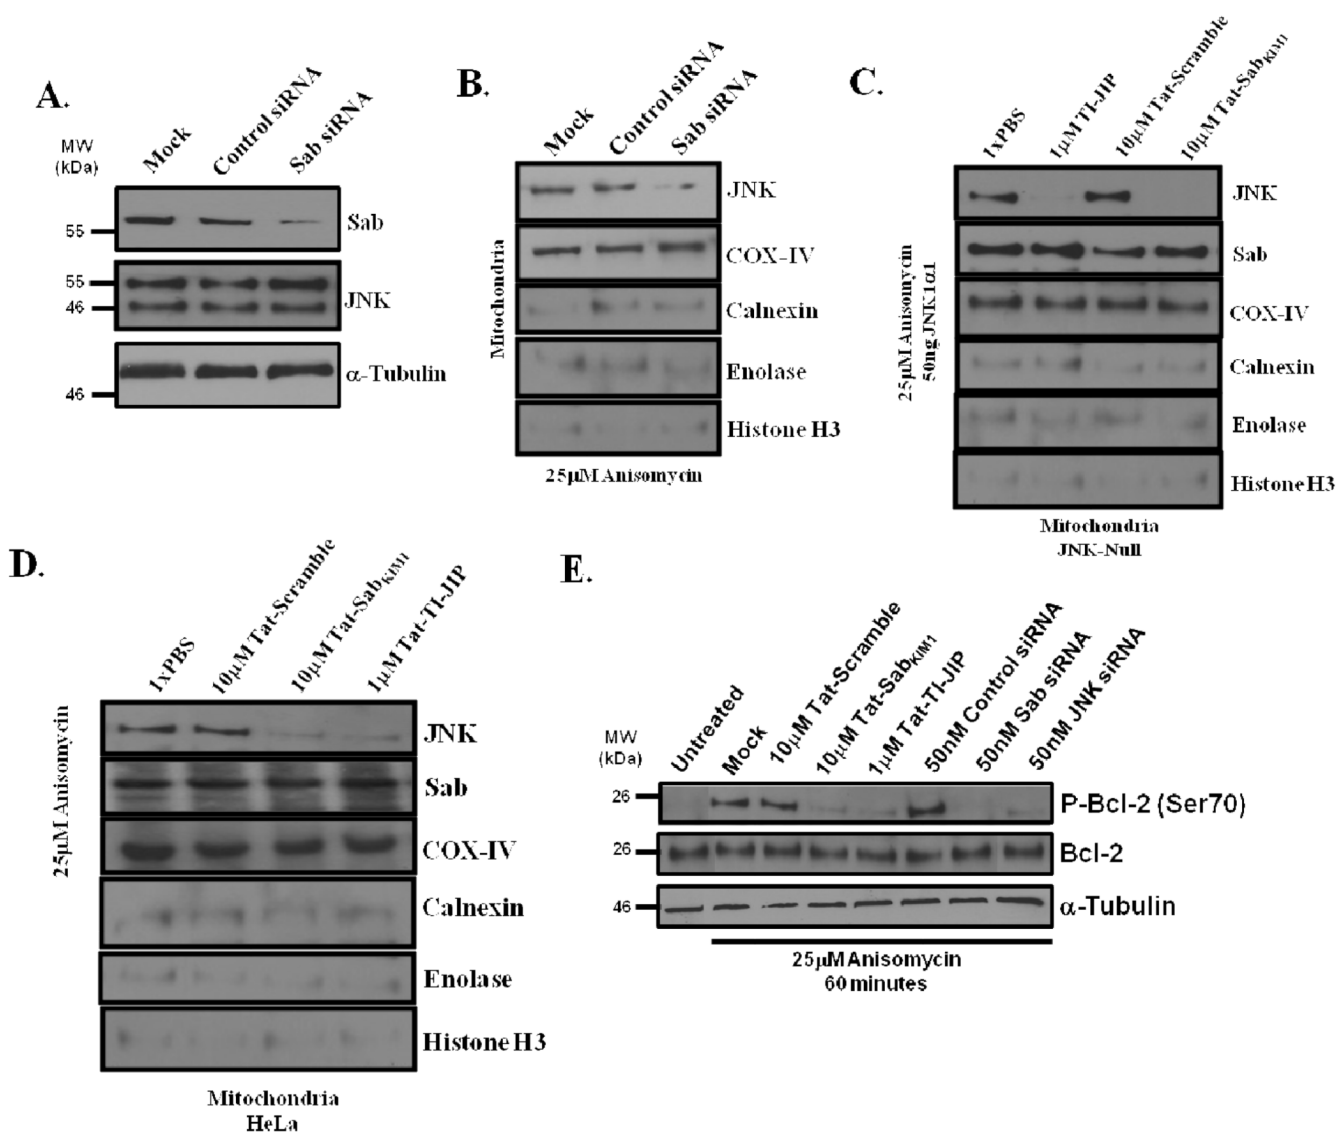 A.
MW
(kDa)
Mock
Control siRNA
Sab siRNA
55
Sab
55
46
JNK
46
α-Tubulin
B.
Mock
Control siRNA
Sab siRNA
Mitochondria
JNK
COX-IV
Calnexin
Enolase
Histone H3
25μM Anisomycin
C.
1xPBS
1μM TI-JIP
10μM Tat-Scramble
10μM Tat-SabKIM1
25μM Anisomycin
50ng JNK1α1
JNK
Sab
COX-IV
Calnexin
Enolase
Histone H3
Mitochondria
JNK-Null
D.
1xPBS
10μM Tat-Scramble
10μM Tat-SabKIM1
1μM Tat-TI-JIP
25μM Anisomycin
JNK
Sab
COX-IV
Calnexin
Enolase
Histone H3
Mitochondria
HeLa
E.
MW
(kDa)
Untreated
Mock
10μM Tat-Scramble
10μM Tat-SabKIM1
1μM Tat-TI-JIP
50nM Control siRNA
50nM Sab siRNA
50nM JNK siRNA
26
P-Bcl-2 (Ser70)
26
Bcl-2
46
α-Tubulin
25μM Anisomycin
60 minutes